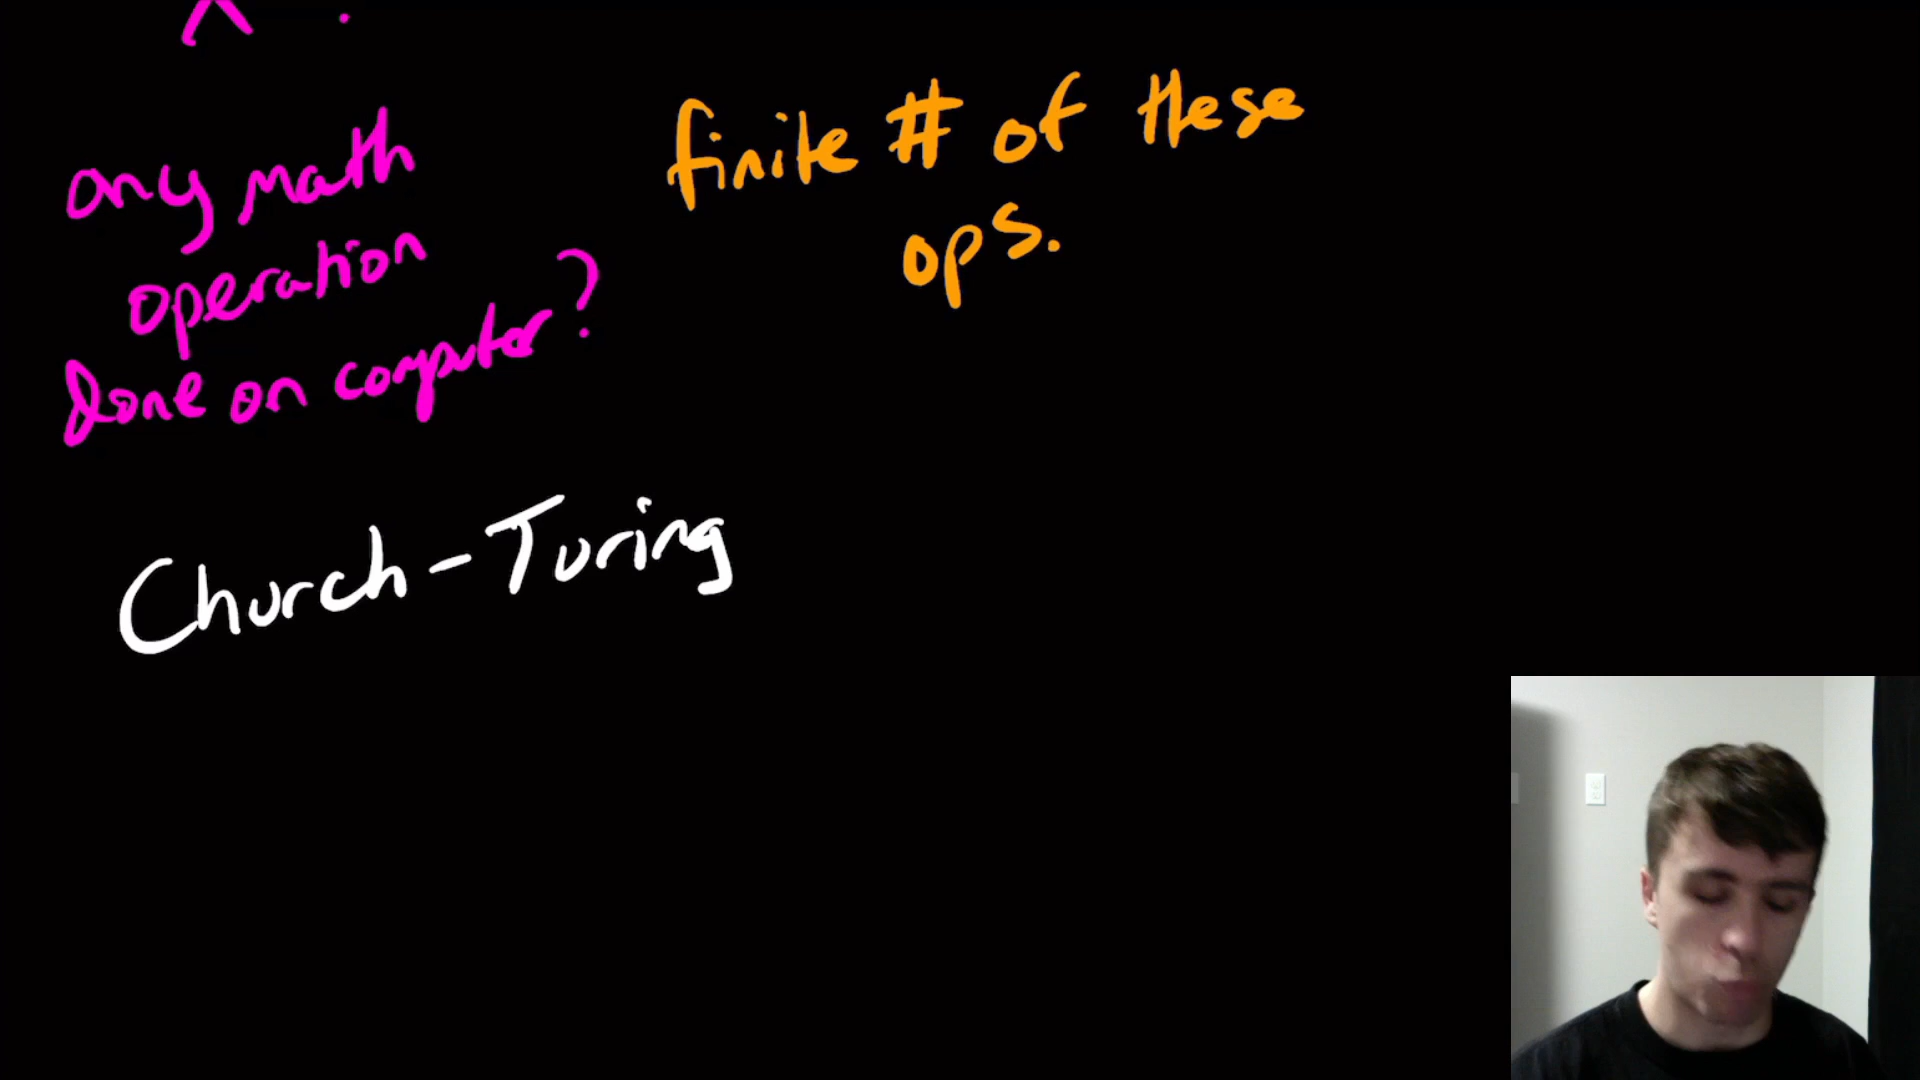 any math
operation
done on computer?
finite # of these
ops.
Church-Turing